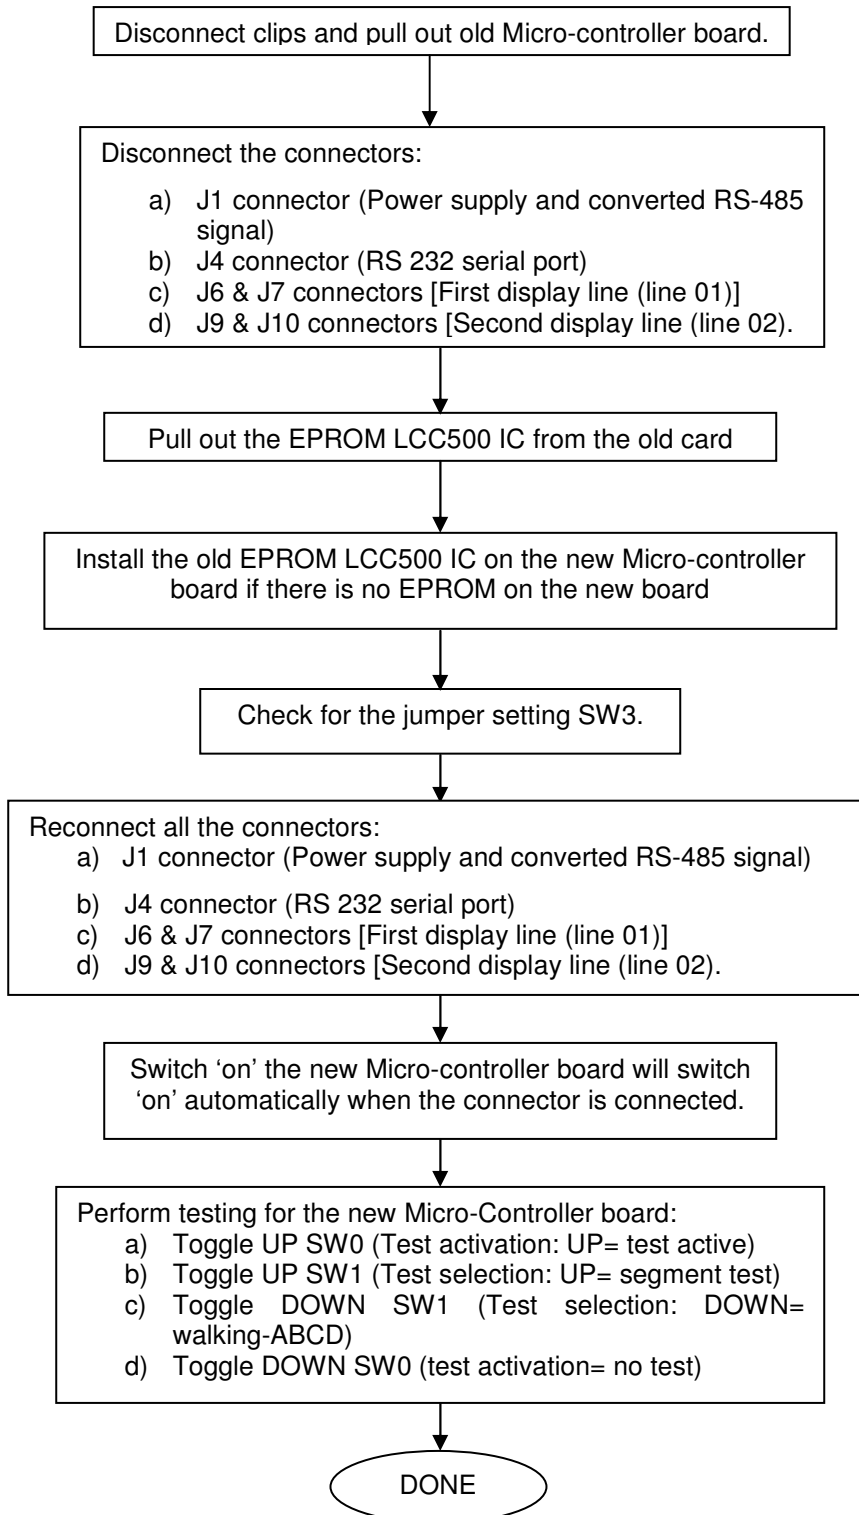 Disconnect clips and pull out old Micro-controller board.
Disconnect the connectors:
a) J1 connector (Power supply and converted RS-485
signal)
b) J4 connector (RS 232 serial port)
c) J6 & J7 connectors [First display line (line 01)]
d) J9 & J10 connectors [Second display line (line 02).
Pull out the EPROM LCC500 IC from the old card
Install the old EPROM LCC500 IC on the new Micro-controller
board if there is no EPROM on the new board
Check for the jumper setting SW3.
Reconnect all the connectors:
a) J1 connector (Power supply and converted RS-485 signal)
b) J4 connector (RS 232 serial port)
c) J6 & J7 connectors [First display line (line 01)]
d) J9 & J10 connectors [Second display line (line 02).
Switch ‘on’ the new Micro-controller board will switch
‘on’ automatically when the connector is connected.
Perform testing for the new Micro-Controller board:
a) Toggle UP SW0 (Test activation: UP= test active)
b) Toggle UP SW1 (Test selection: UP= segment test)
c) Toggle DOWN SW1 (Test selection: DOWN=
walking-ABCD)
d) Toggle DOWN SW0 (test activation= no test)
DONE